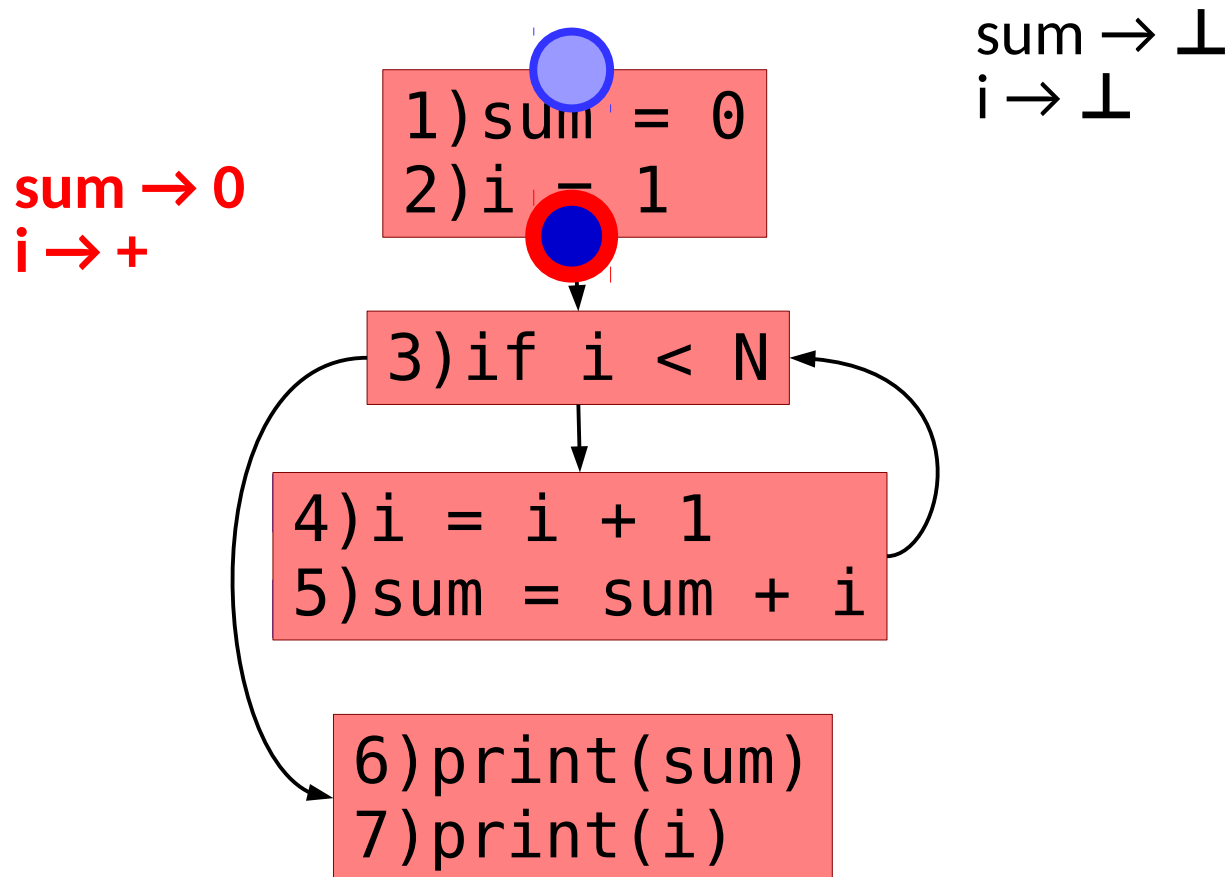 sum → ⊥
i → ⊥
1)sum = 0
2)i = 1
sum → 0
i → +
3)if i < N
4)i = i + 1
5)sum = sum + i
6)print(sum)
7)print(i)